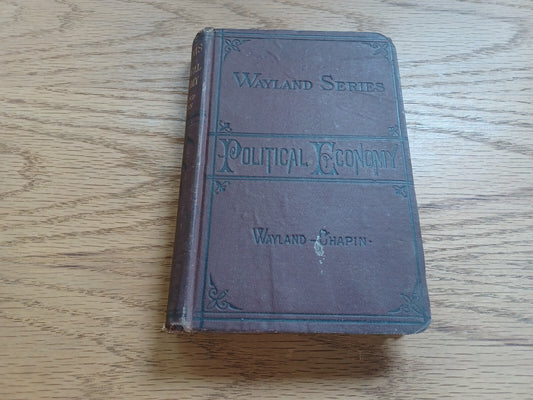 WAYLAND SERIES
POLITICAL ECONOMY
WAYLAND-CHAPIN-